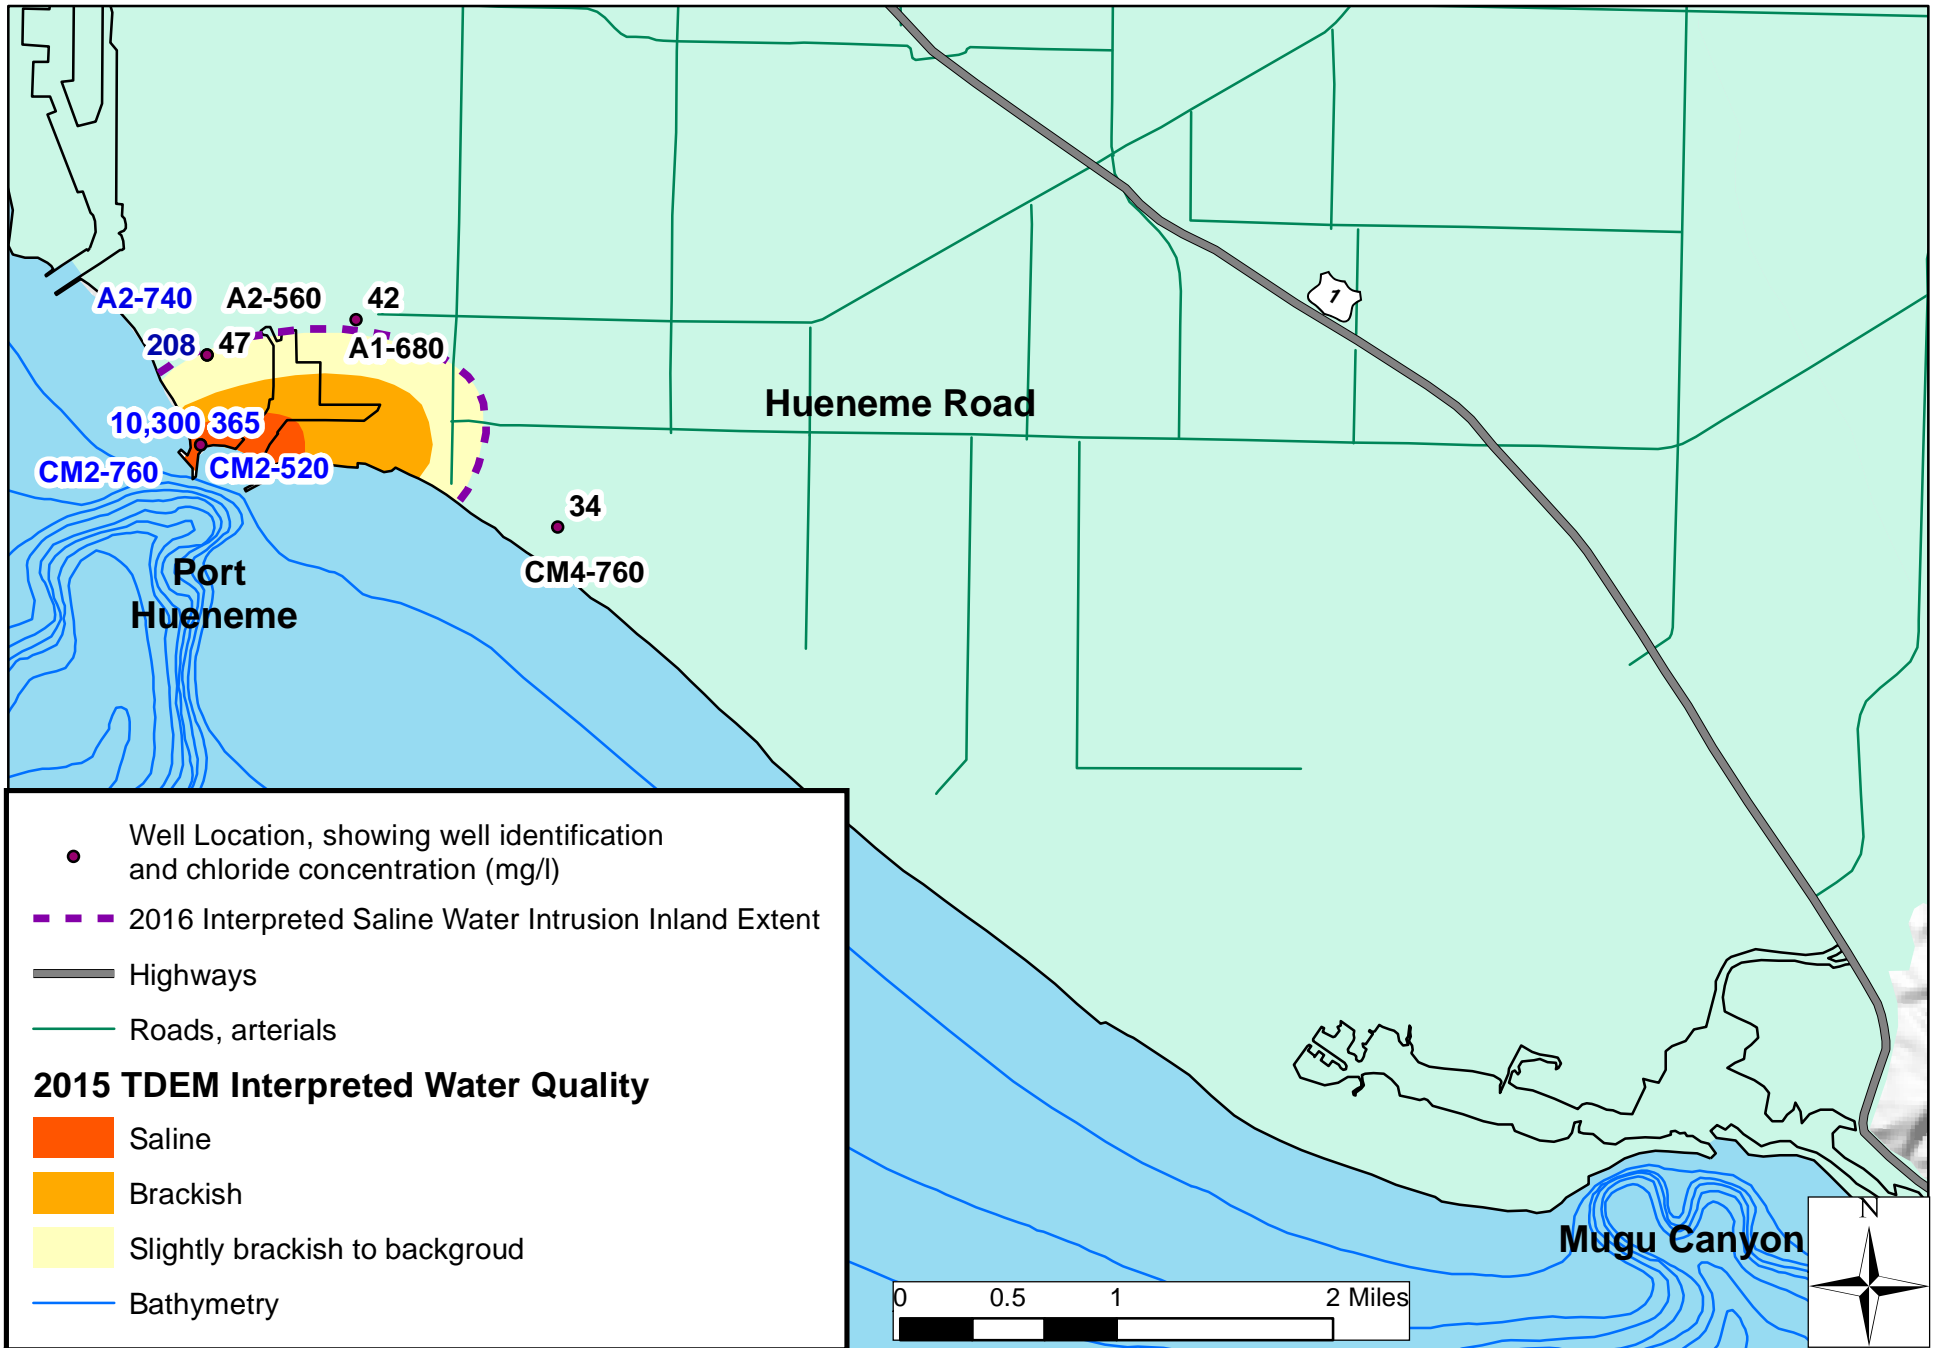 A2-740
A2-560
42
1
208
47
A1-680
Hueneme Road
10,300 365
CM2-760
CM2-520
34
CM4-760
Port
Hueneme
Well Location, showing well identification
and chloride concentration (mg/l)
2016 Interpreted Saline Water Intrusion Inland Extent
Highways
Roads, arterials
2015 TDEM Interpreted Water Quality
Saline
Brackish
Slightly brackish to backgroud
Bathymetry
Mugu Canyon
N
0 0.5 1 2 Miles